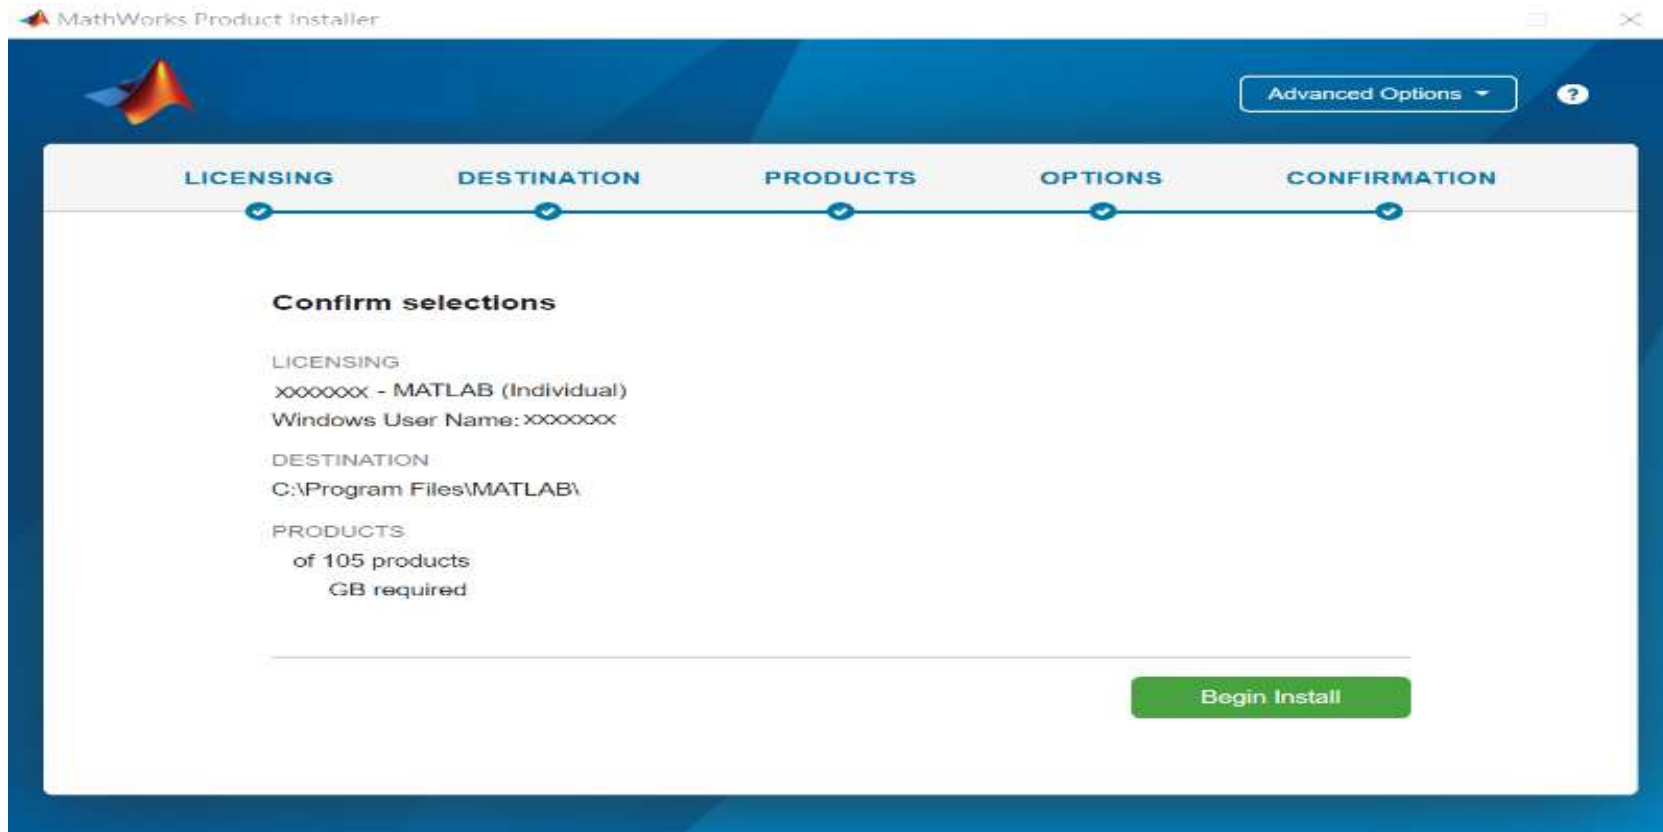 MathWorks Product Installer
Advanced Options
?
LICENSING DESTINATION PRODUCTS OPTIONS CONFIRMATION
Confirm selections
LICENSING
xxxxxxx - MATLAB (Individual)
Windows User Name: xxxxxxx
DESTINATION
C:\Program Files\MATLAB\
PRODUCTS
of 105 products
GB required
Begin Install